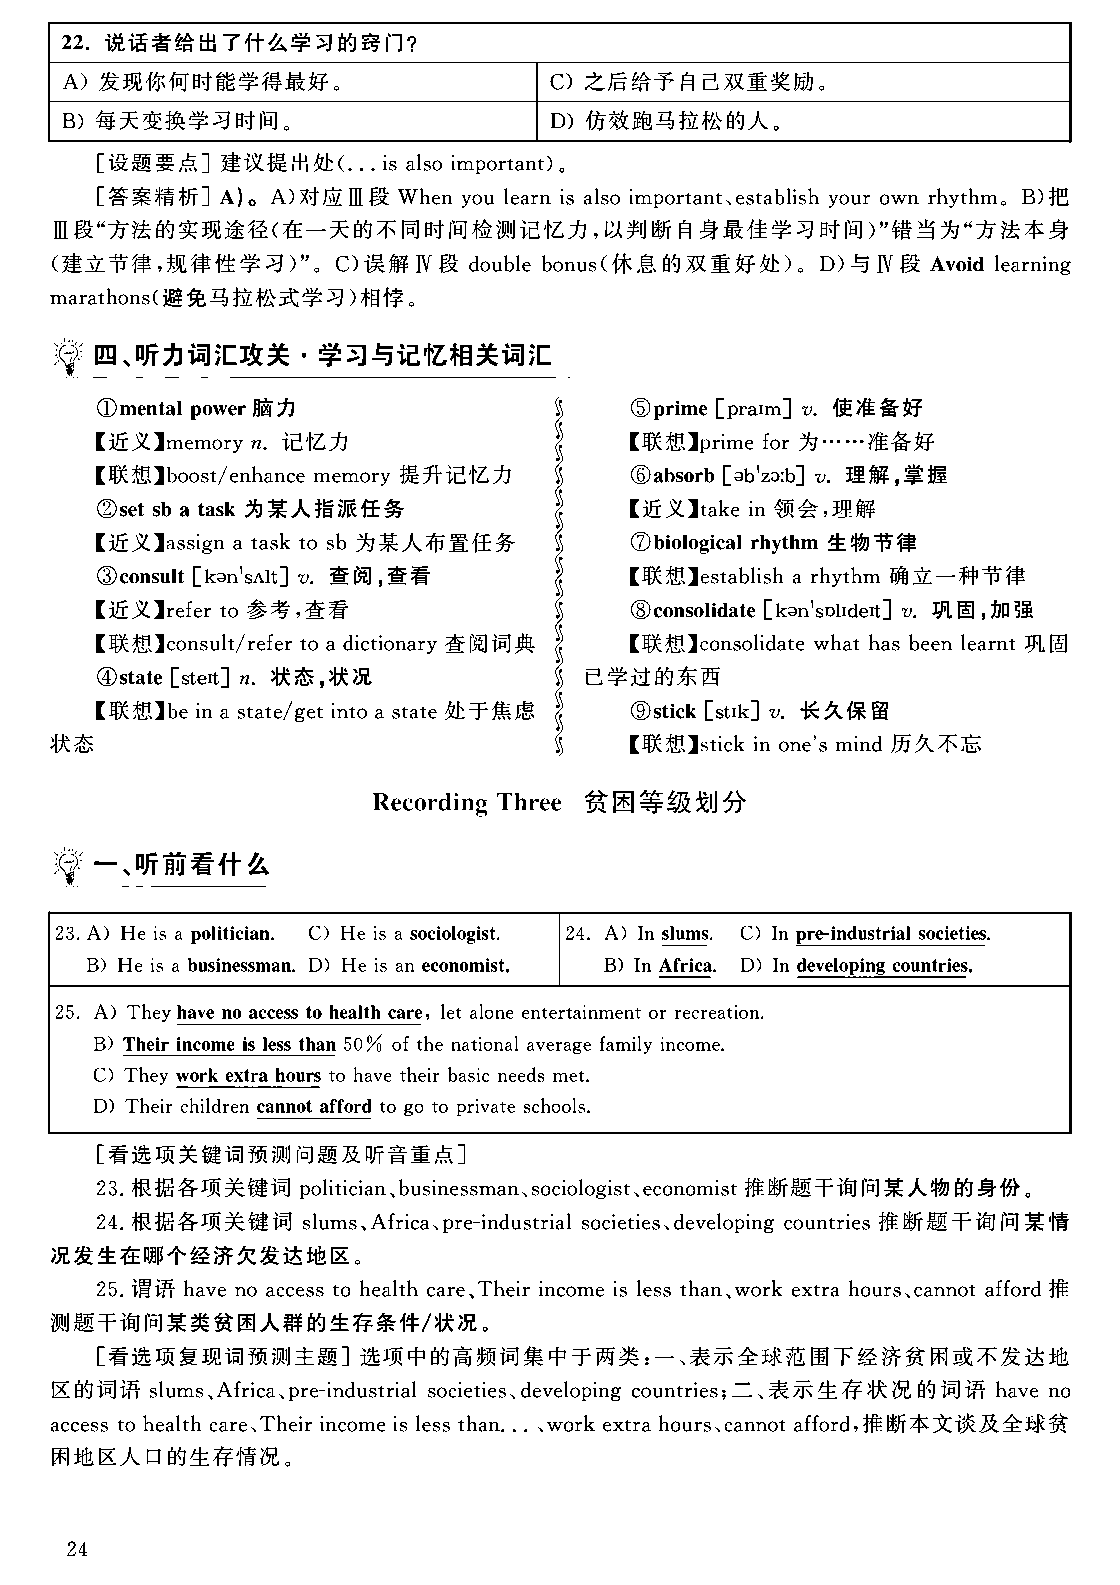 22. 说话者给出了什么学习的窍门?
A) 发现你何时能学得最好。 C) 之后给予自己双重奖励。
B) 每天变换学习时间。 D) 仿效跑马拉松的人。
[设题要点] 建议提出处(...is also important)。
[答案精析] A)。A)对应Ⅲ段 When you learn is also important、establish your own rhythm。B)把
Ⅲ段“方法的实现途径(在一天的不同时间检测记忆力,以判断自身最佳学习时间)”错当为“方法本身
(建立节律,规律性学习)”。C)误解Ⅳ段 double bonus(休息的双重好处)。D)与Ⅳ段 Avoid learning
marathons(避免马拉松式学习)相悖。
四、听力词汇攻关·学习与记忆相关词汇
①mental power 脑力
【近义】memory n. 记忆力
【联想】boost/enhance memory 提升记忆力
②set sb a task 为某人指派任务
【近义】assign a task to sb 为某人布置任务
③consult [kən'sʌlt] v. 查阅,查看
【近义】refer to 参考,查看
【联想】consult/refer to a dictionary 查阅词典
④state [steɪt] n. 状态,状况
【联想】be in a state/get into a state 处于焦虑
状态
⑤prime [praɪm] v. 使准备好
【联想】prime for 为……准备好
⑥absorb [əb'zɔːb] v. 理解,掌握
【近义】take in 领会,理解
⑦biological rhythm 生物节律
【联想】establish a rhythm 确立一种节律
⑧consolidate [kən'sɒlɪdeɪt] v. 巩固,加强
【联想】consolidate what has been learnt 巩固
已学过的东西
⑨stick [stɪk] v. 长久保留
【联想】stick in one's mind 历久不忘
Recording Three 贫困等级划分
一、听前看什么
23. A) He is a politician. C) He is a sociologist.
B) He is a businessman. D) He is an economist.
24. A) In slums. C) In pre-industrial societies.
B) In Africa. D) In developing countries.
25. A) They have no access to health care, let alone entertainment or recreation.
B) Their income is less than 50% of the national average family income.
C) They work extra hours to have their basic needs met.
D) Their children cannot afford to go to private schools.
[看选项关键词预测问题及听音重点]
23. 根据各项关键词 politician、businessman、sociologist、economist 推断题干询问某人物的身份。
24. 根据各项关键词 slums、Africa、pre-industrial societies、developing countries 推断题干询问某情
况发生在哪个经济欠发达地区。
25. 谓语 have no access to health care、Their income is less than、work extra hours、cannot afford 推
测题干询问某类贫困人群的生存条件/状况。
[看选项复现词预测主题] 选项中的高频词集中于两类:一、表示全球范围下经济贫困或不发达地
区的词语 slums、Africa、pre-industrial societies、developing countries;二、表示生存状况的词语 have no
access to health care、Their income is less than...、work extra hours、cannot afford,推断本文谈及全球贫
困地区人口的生存情况。
24